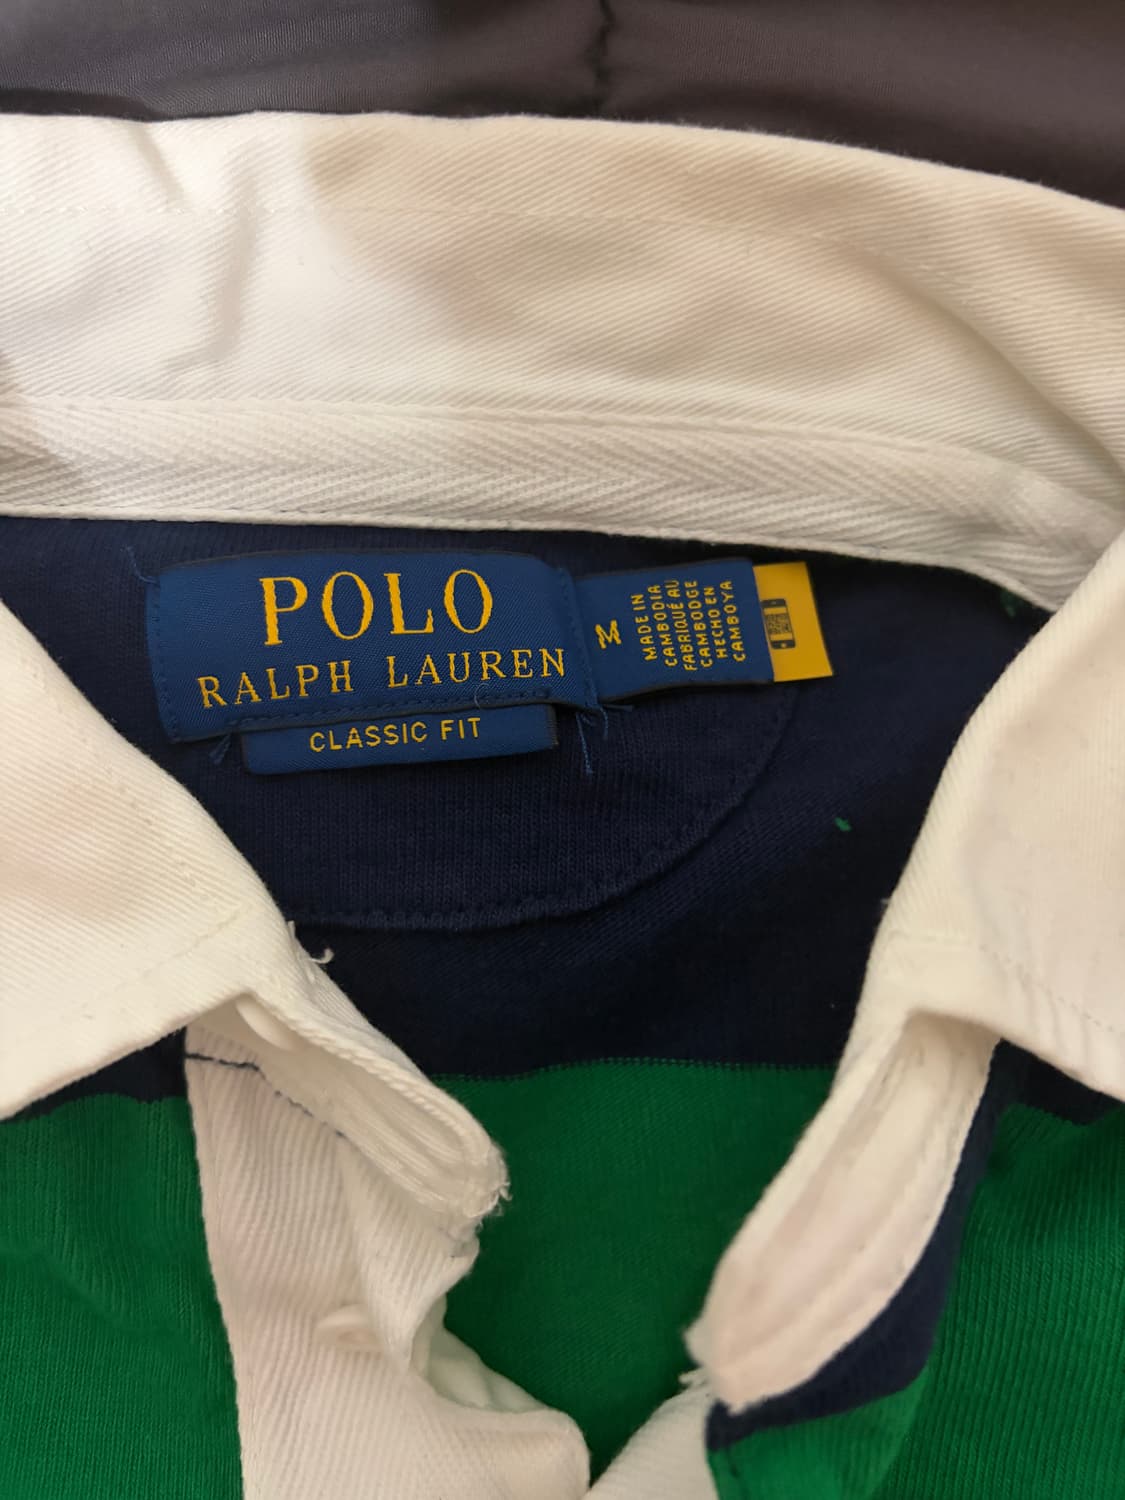 POLO
RALPH LAUREN
CLASSIC FIT
M
MADE IN
CAMBODIA
FABRIQUÉ AU
CAMBODGE
HECHO EN
CAMBOYA